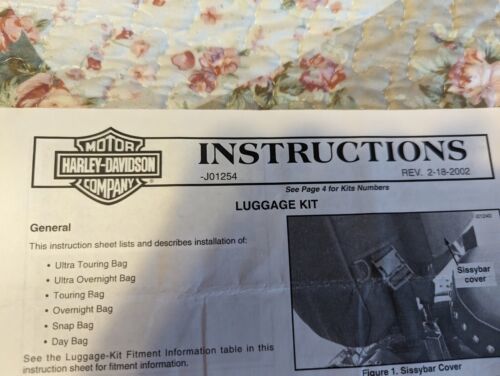 MOTOR
HARLEY-DAVIDSON
COMPANY
INSTRUCTIONS
-J01254
REV. 2-18-2002
See Page 4 for Kits Numbers
LUGGAGE KIT
General
This instruction sheet lists and describes installation of:
• Ultra Touring Bag
• Ultra Overnight Bag
• Touring Bag
• Overnight Bag
• Snap Bag
• Day Bag
See the Luggage-Kit Fitment Information table in this
instruction sheet for fitment information.
Sissybar
cover
Figure 1. Sissybar Cover